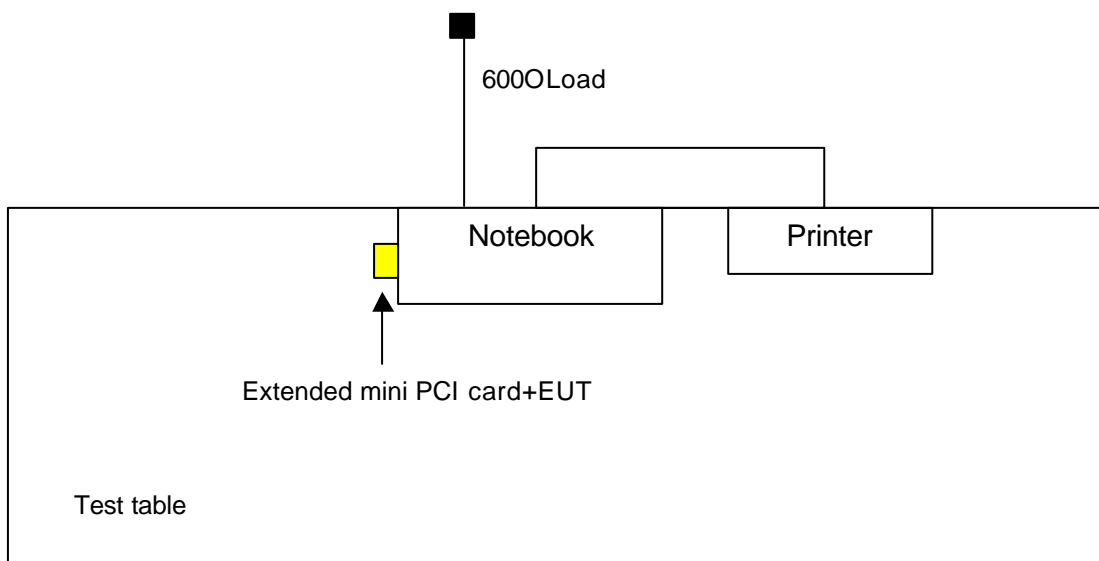 600OLoad
Notebook
Printer
Extended mini PCI card+EUT
Test table